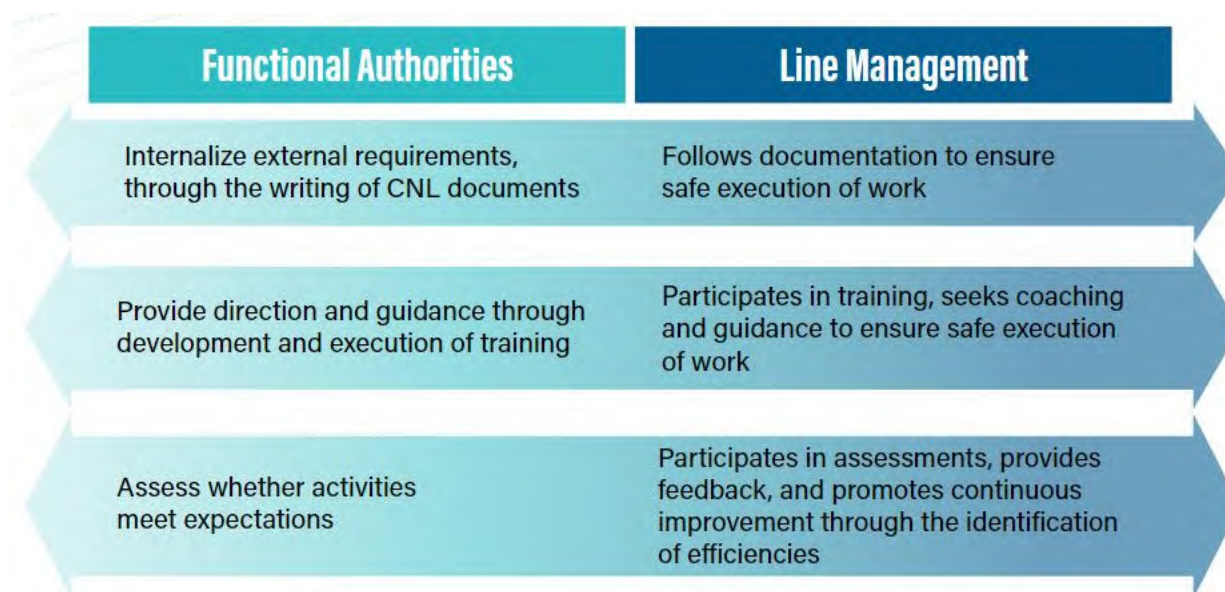 Functional Authorities
Line Management
Internalize external requirements,
through the writing of CNL documents
Follows documentation to ensure
safe execution of work
Provide direction and guidance through
development and execution of training
Participates in training, seeks coaching
and guidance to ensure safe execution
of work
Assess whether activities
meet expectations
Participates in assessments, provides
feedback, and promotes continuous
improvement through the identification
of efficiencies